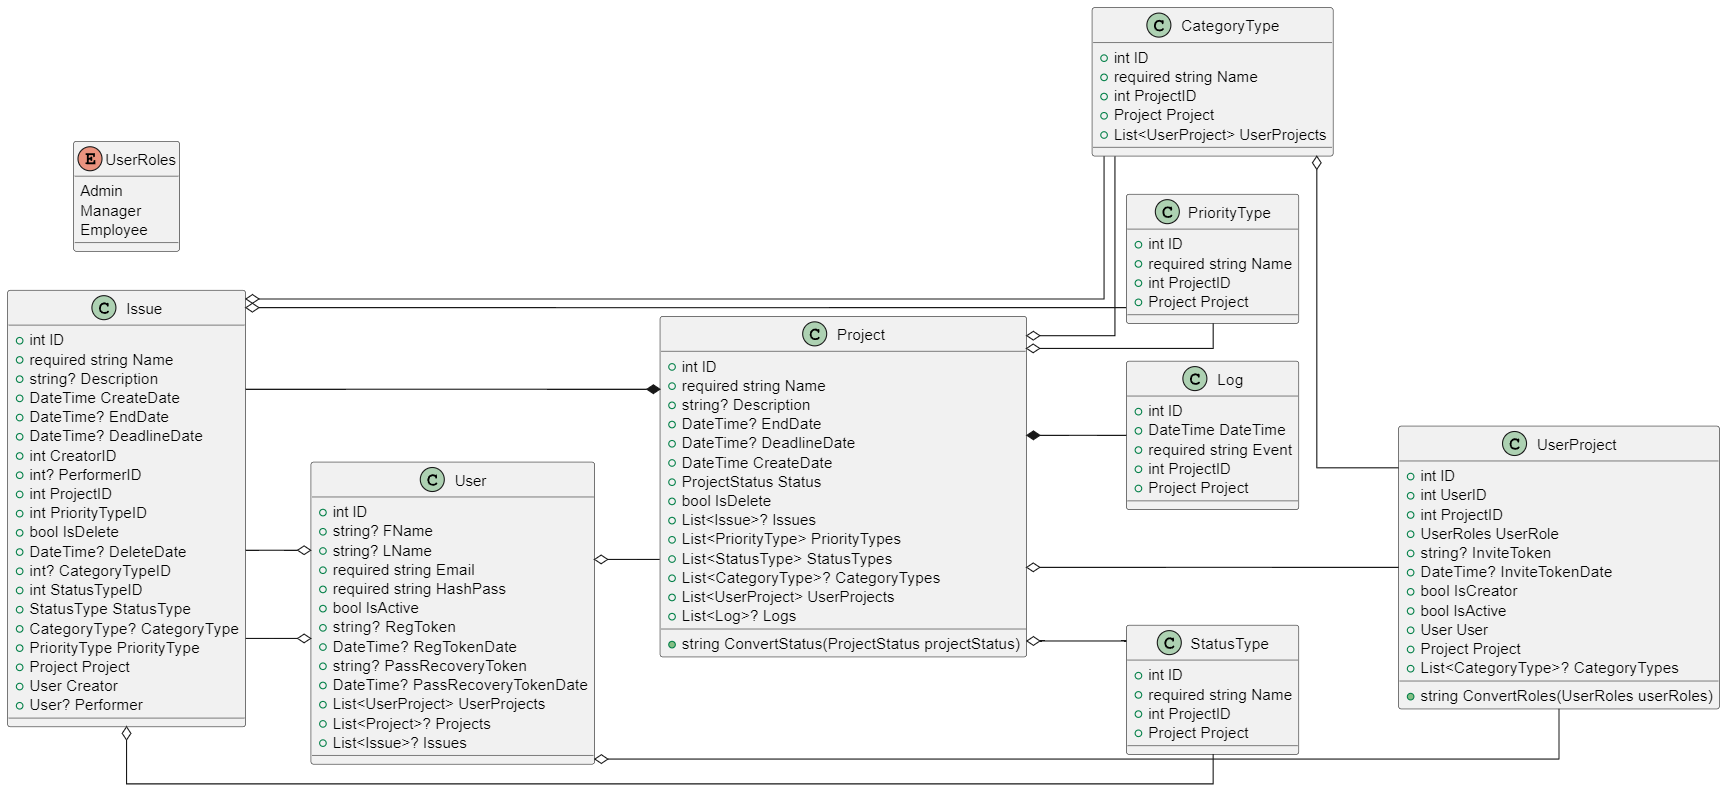 C CategoryType
int ID
required string Name
int ProjectID
Project Project
List<UserProject> UserProjects
E UserRoles
Admin
Manager
Employee
C PriorityType
int ID
required string Name
int ProjectID
Project Project
C Issue
int ID
required string Name
string? Description
DateTime CreateDate
DateTime? EndDate
DateTime? DeadlineDate
int CreatorID
int? PerformerID
int ProjectID
int PriorityTypeID
bool IsDelete
DateTime? DeleteDate
int? CategoryTypeID
int StatusTypeID
StatusType StatusType
CategoryType? CategoryType
PriorityType PriorityType
Project Project
User Creator
User? Performer
C User
int ID
string? FName
string? LName
required string Email
required string HashPass
bool IsActive
string? RegToken
DateTime? RegTokenDate
string? PassRecoveryToken
DateTime? PassRecoveryTokenDate
List<UserProject> UserProjects
List<Project>? Projects
List<Issue>? Issues
C Project
int ID
required string Name
string? Description
DateTime? EndDate
DateTime? DeadlineDate
DateTime CreateDate
ProjectStatus Status
bool IsDelete
List<Issue>? Issues
List<PriorityType> PriorityTypes
List<StatusType> StatusTypes
List<CategoryType>? CategoryTypes
List<UserProject> UserProjects
List<Log>? Logs
string ConvertStatus(ProjectStatus projectStatus)
C Log
int ID
DateTime DateTime
required string Event
int ProjectID
Project Project
C StatusType
int ID
required string Name
int ProjectID
Project Project
C UserProject
int ID
int UserID
int ProjectID
UserRoles UserRole
string? InviteToken
DateTime? InviteTokenDate
bool IsCreator
bool IsActive
User User
Project Project
List<CategoryType>? CategoryTypes
string ConvertRoles(UserRoles userRoles)